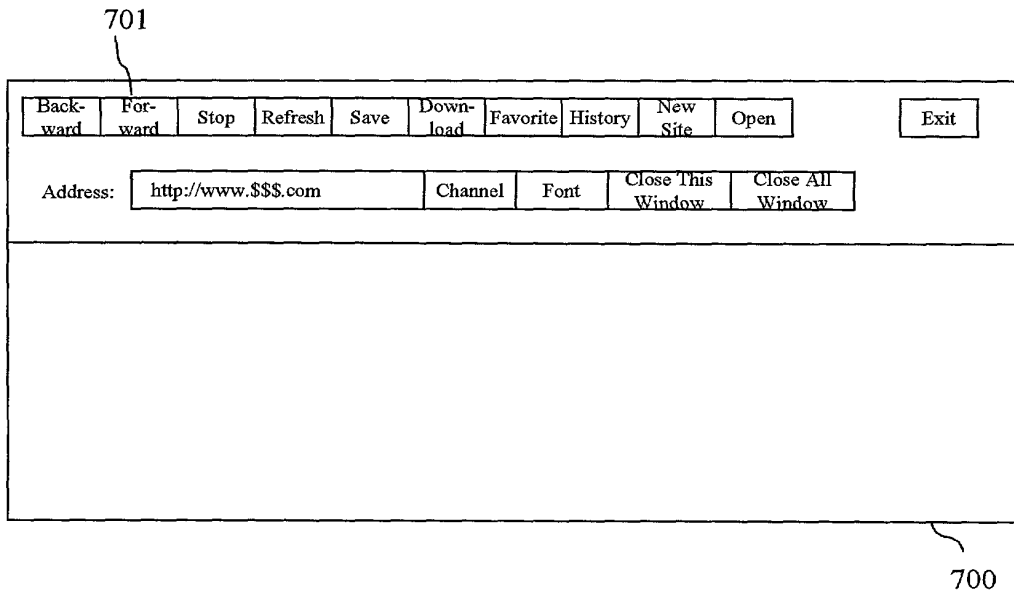 701
Back- For- Stop Refresh Save Down- Favorite History New Open Exit
ward ward load Site
Address: http://www.$$$.com Channel Font Close This Close All
Window Window
700